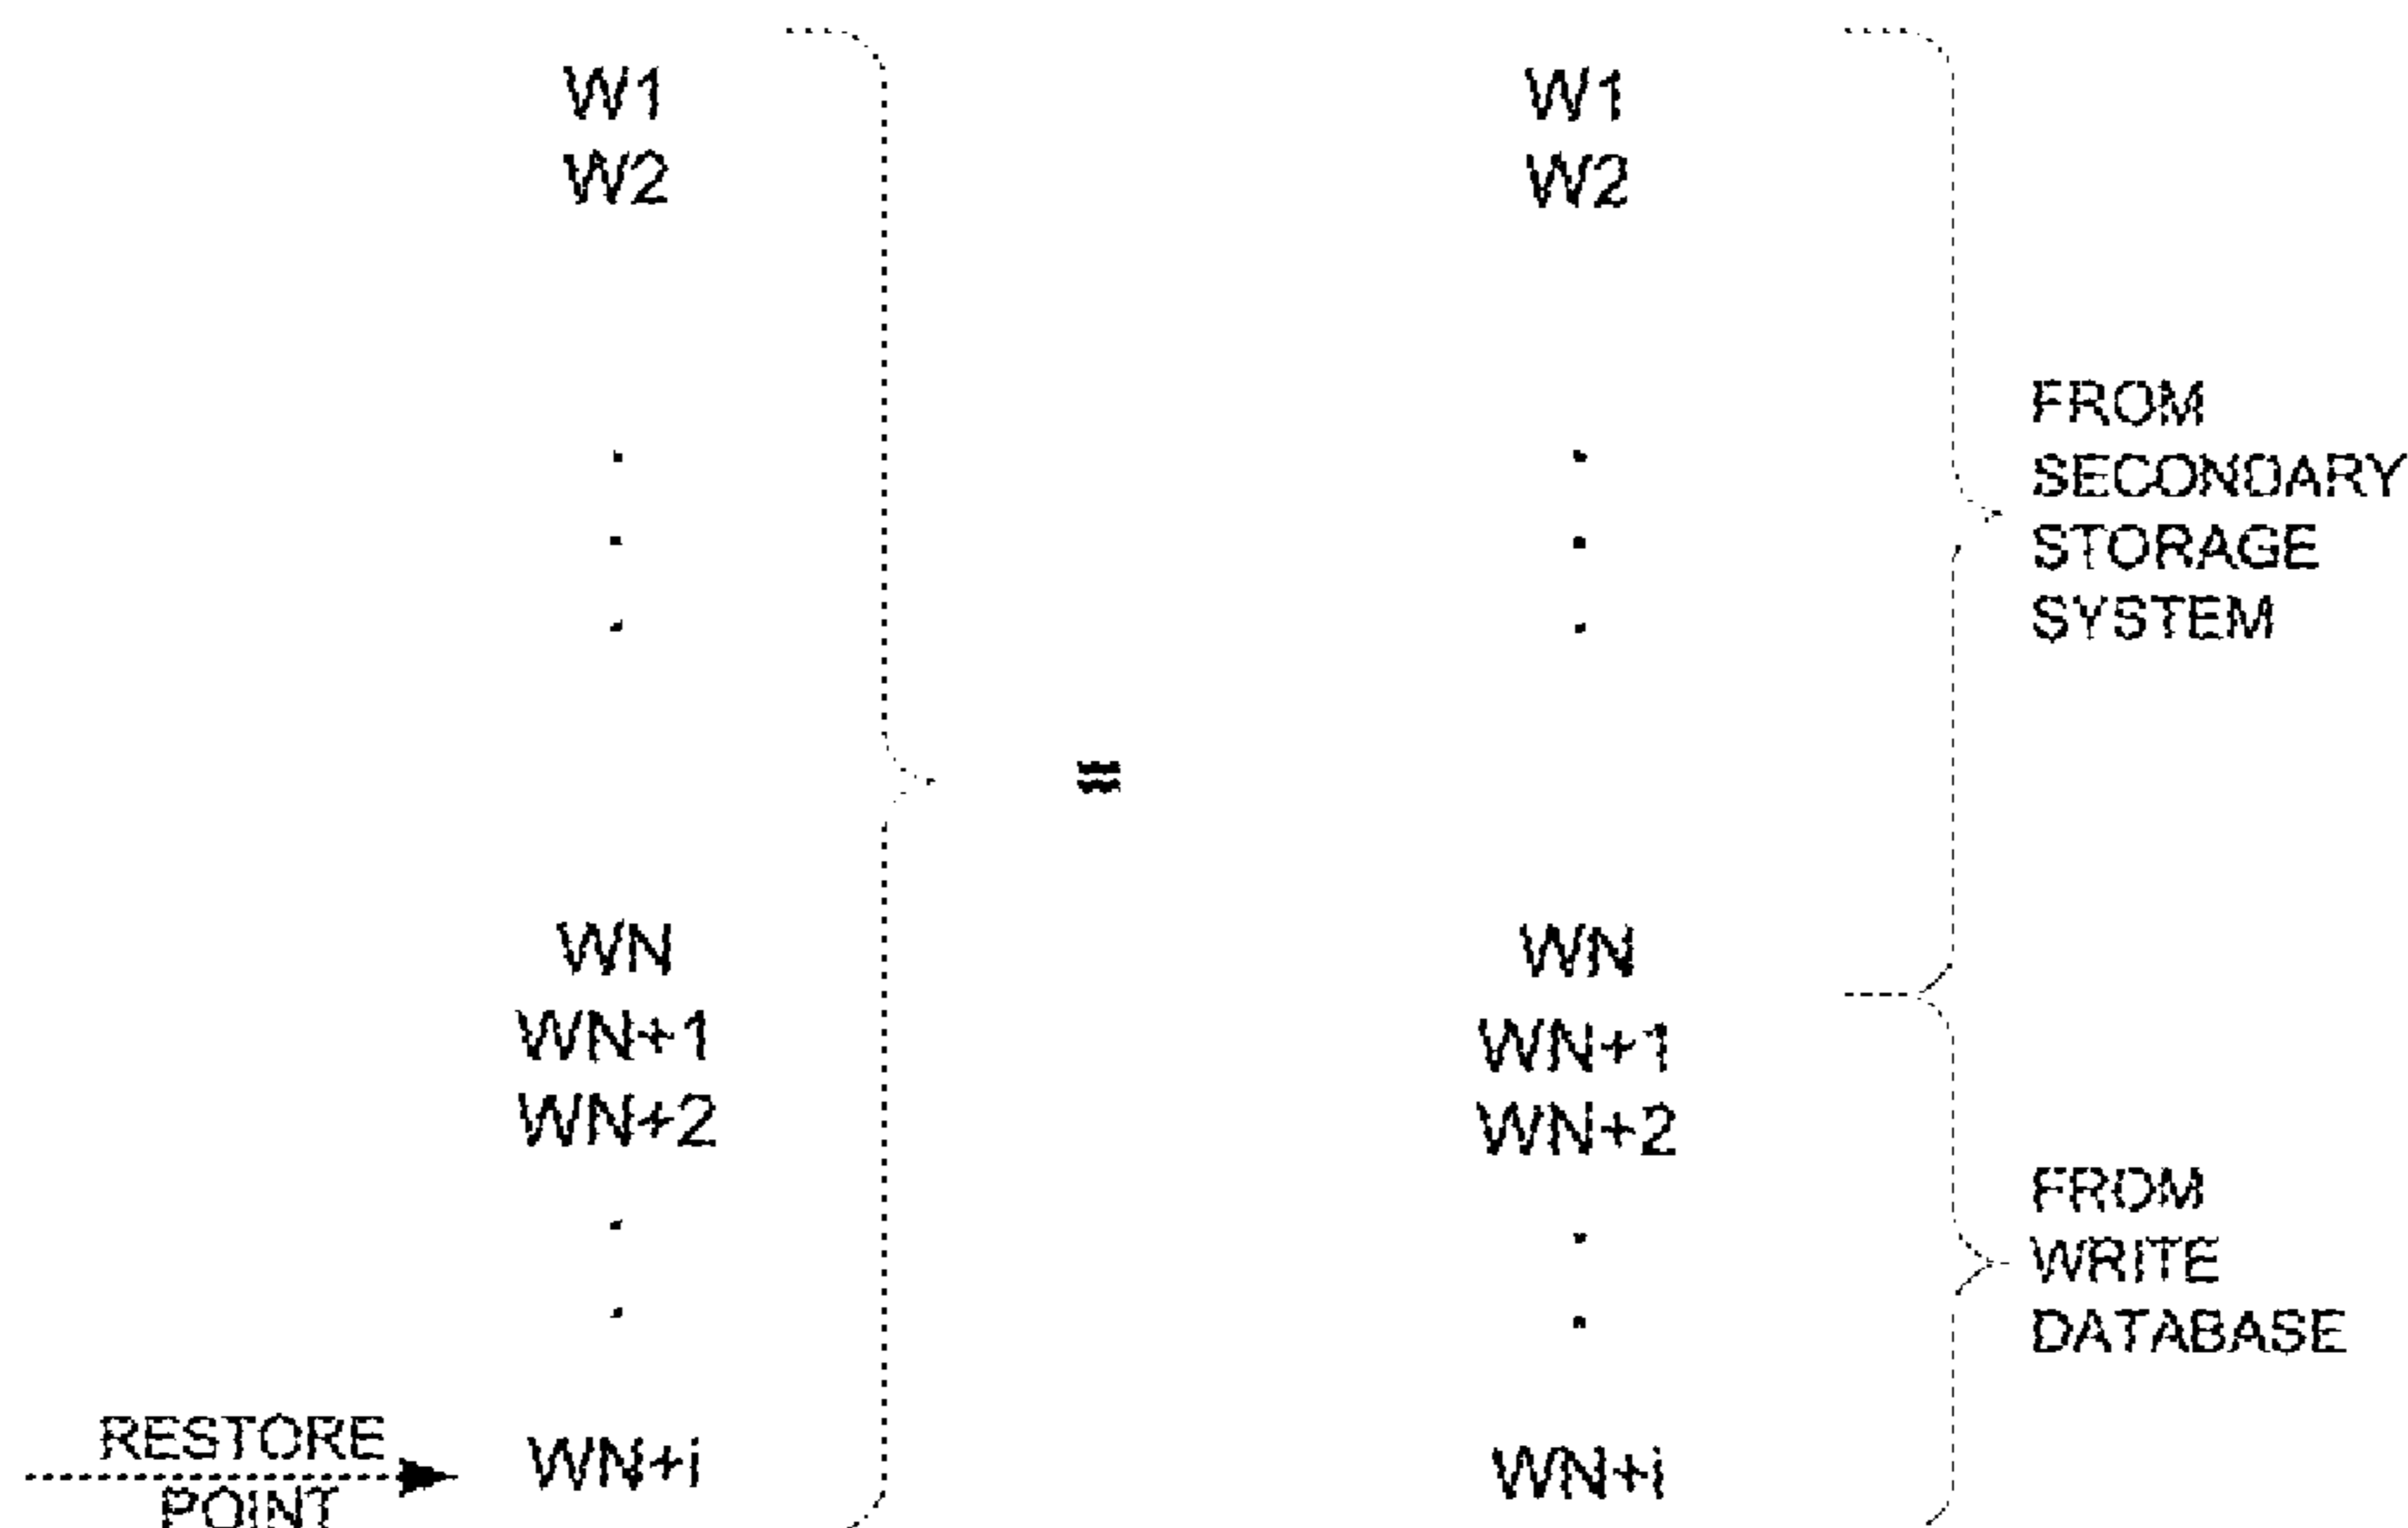 W1
W2
.
.
.
WN
WN+1
WN+2
.
.
RESTORE
POINT
WN+i
=
W1
W2
.
.
.
WN
WN+1
WN+2
.
.
WN+i
FROM
SECONDARY
STORAGE
SYSTEM
FROM
WRITE
DATABASE